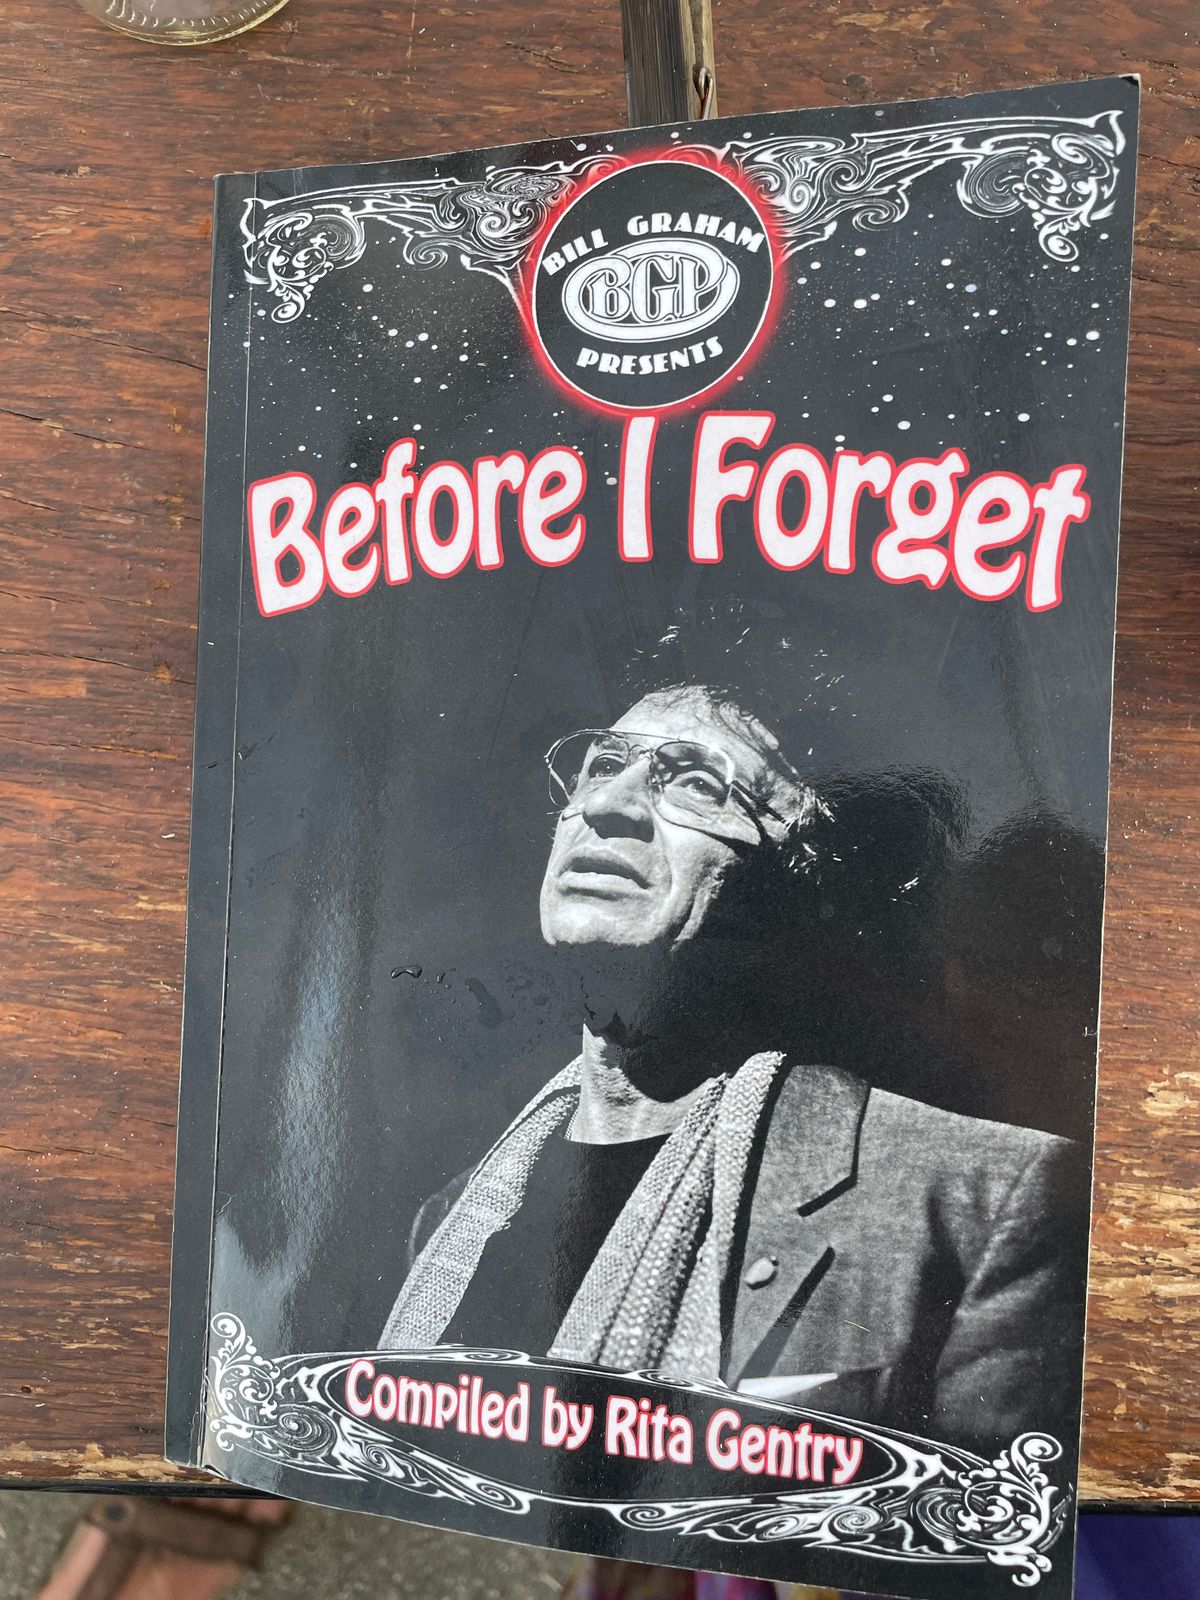 BILL GRAHAM
BGP
PRESENTS
Before I Forget
Compiled by Rita Gentry